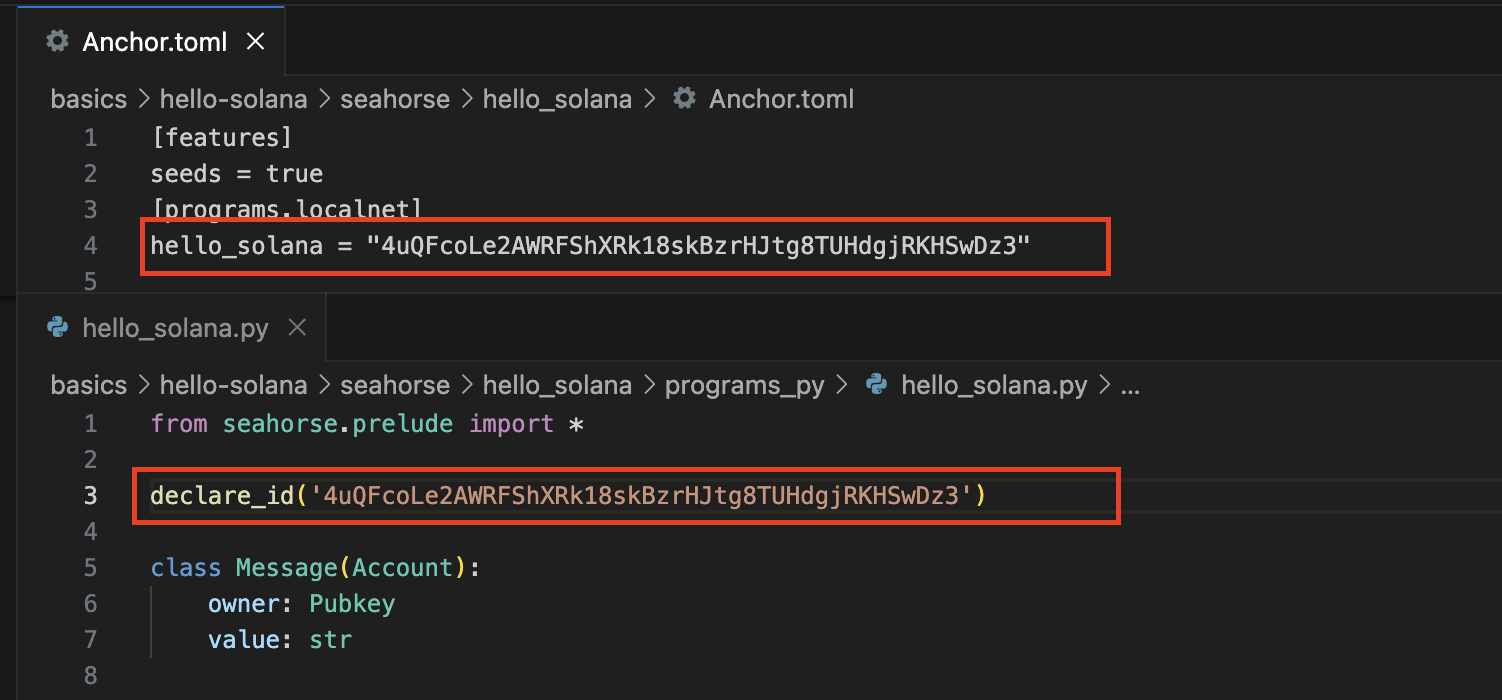 Anchor.toml ×
basics > hello-solana > seahorse > hello_solana > Anchor.toml
1 [features]
2 seeds = true
3 [programs.localnet]
4 hello_solana = "4uQFcoLe2AWRFShXRk18skBzrHJtg8TUHdgjRKHSwDz3"
5
hello_solana.py ×
basics > hello-solana > seahorse > hello_solana > programs_py > hello_solana.py > ...
1 from seahorse.prelude import *
2
3 declare_id('4uQFcoLe2AWRFShXRk18skBzrHJtg8TUHdgjRKHSwDz3')
4
5 class Message(Account):
6     owner: Pubkey
7     value: str
8